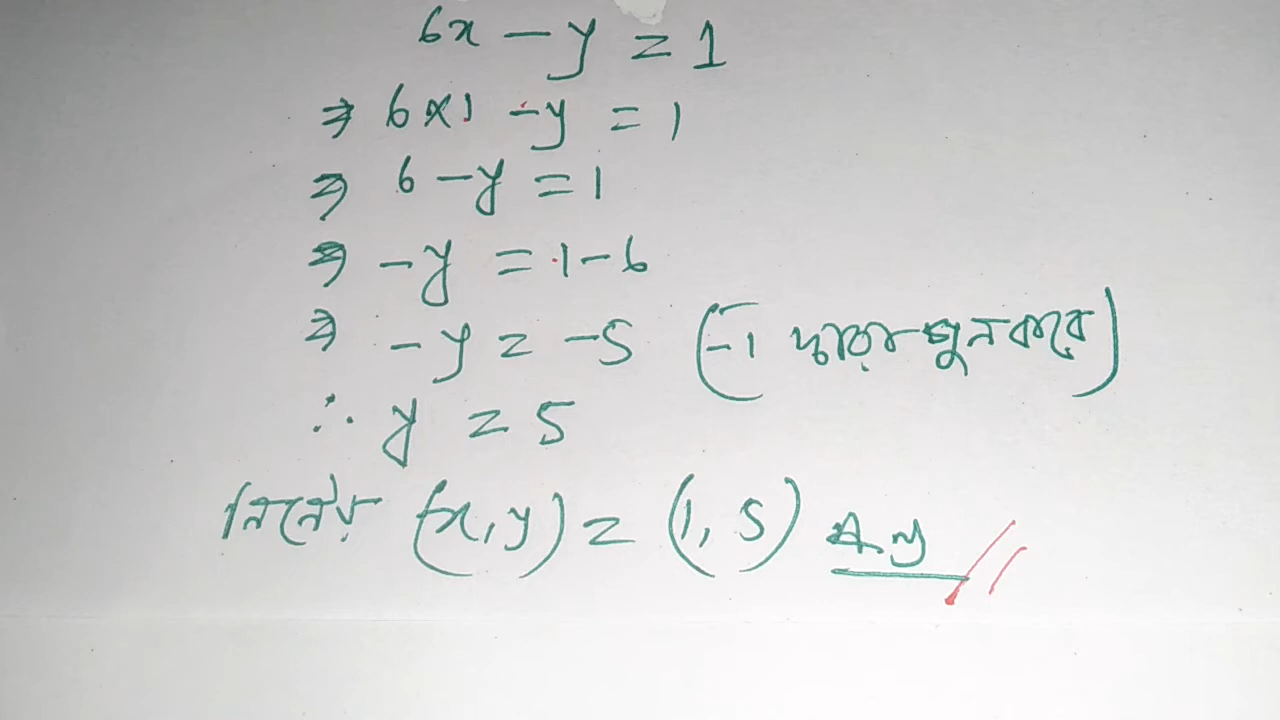 6x - y = 1
⇒ 6×1 - y = 1
⇒ 6 - y = 1
⇒ - y = 1 - 6
⇒ - y = -5 (-1 দ্বারা গুন করে)
∴ y = 5
নির্নেয় (x, y) = (1, 5) Ans